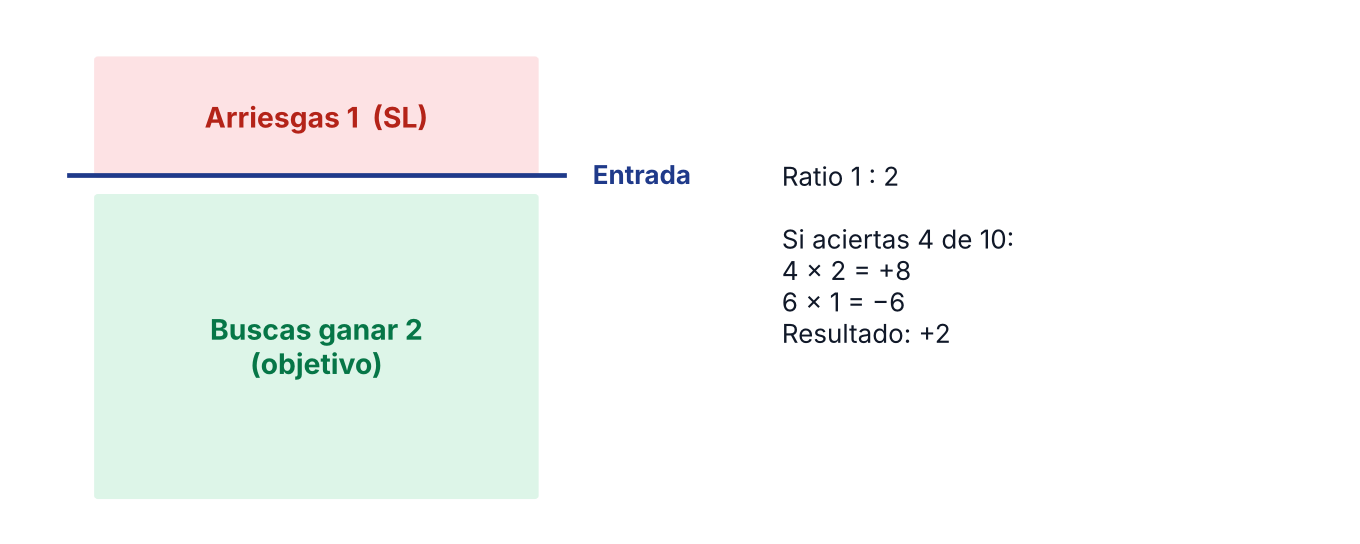 Arriesgas 1 (SL)
Entrada
Buscas ganar 2
(objetivo)
Ratio 1 : 2
Si aciertas 4 de 10:
4 × 2 = +8
6 × 1 = −6
Resultado: +2